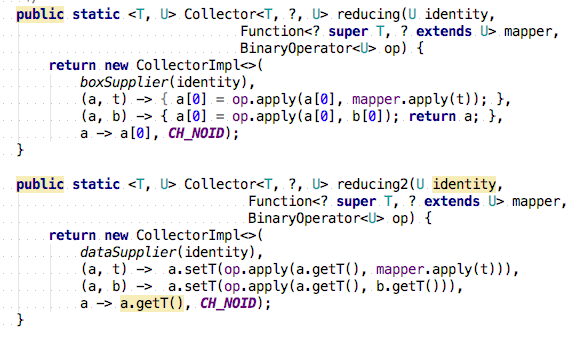 public static <T, U> Collector<T, ?, U> reducing(U identity,
Function<? super T, ? extends U> mapper,
BinaryOperator<U> op) {
return new CollectorImpl<>(
boxSupplier(identity),
(a, t) -> { a[0] = op.apply(a[0], mapper.apply(t)); },
(a, b) -> { a[0] = op.apply(a[0], b[0]); return a; },
a -> a[0], CH_NOID);
}
public static <T, U> Collector<T, ?, U> reducing2(U identity,
Function<? super T, ? extends U> mapper,
BinaryOperator<U> op) {
return new CollectorImpl<>(
dataSupplier(identity),
(a, t) -> a.setT(op.apply(a.getT(), mapper.apply(t))),
(a, b) -> a.setT(op.apply(a.getT(), b.getT())),
a -> a.getT(), CH_NOID);
}